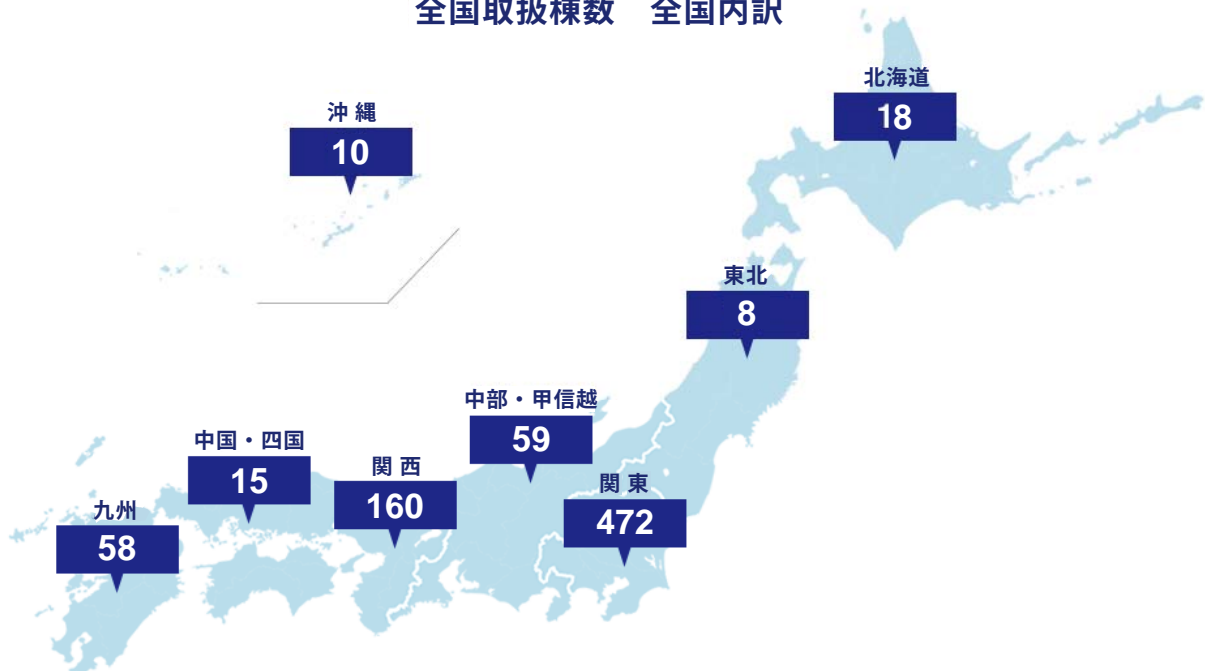 全国取扱棟数　全国内訳
北海道
18
沖 縄
10
東北
8
中部・甲信越
59
中国・四国
15
関 西
160
関 東
472
九州
58